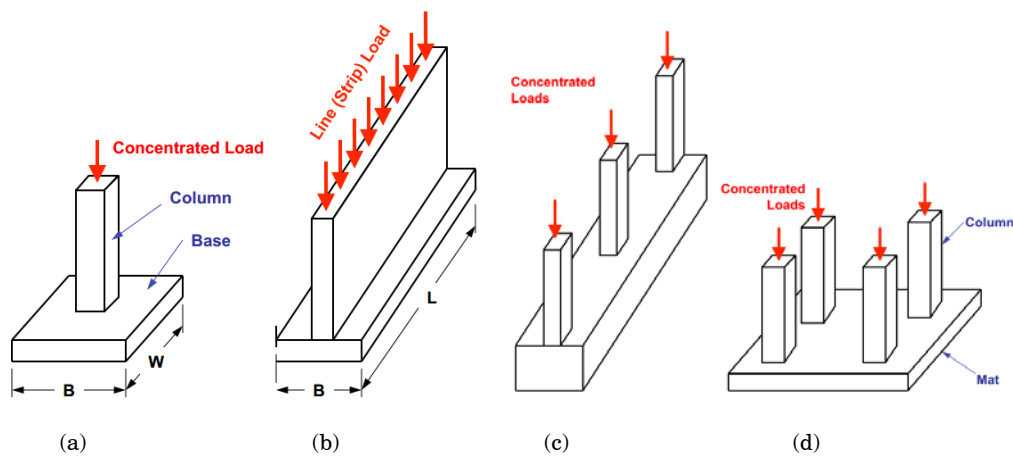 Concentrated Load
Column
Base
W
B
(a)
Line (Strip) Load
L
B
(b)
Concentrated
Loads
(c)
Concentrated
Loads
Column
Mat
(d)